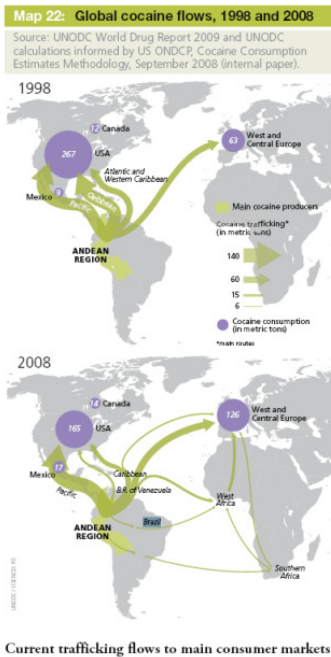 Map 22: Global cocaine flows, 1998 and 2008
Source: UNODC World Drug Report 2009 and UNODC
calculations informed by US ONDCP, Cocaine Consumption
Estimates Methodology, September 2008 (internal paper).
1998
12 Canada
267
USA
63
West and
Central Europe
Atlantic and
Western Caribbean
Mexico 9
Caribbean
Pacific
Main cocaine producers
Cocaine trafficking*
(in metric tons)
140
60
15
6
ANDEAN
REGION
Cocaine consumption
(in metric tons)
*main routes
2008
14 Canada
165
USA
126
West and
Central Europe
Mexico 17
Caribbean
Pacific
B.R. of Venezuela
West
Africa
ANDEAN
REGION
Brazil
Southern
Africa
Current trafficking flows to main consumer markets